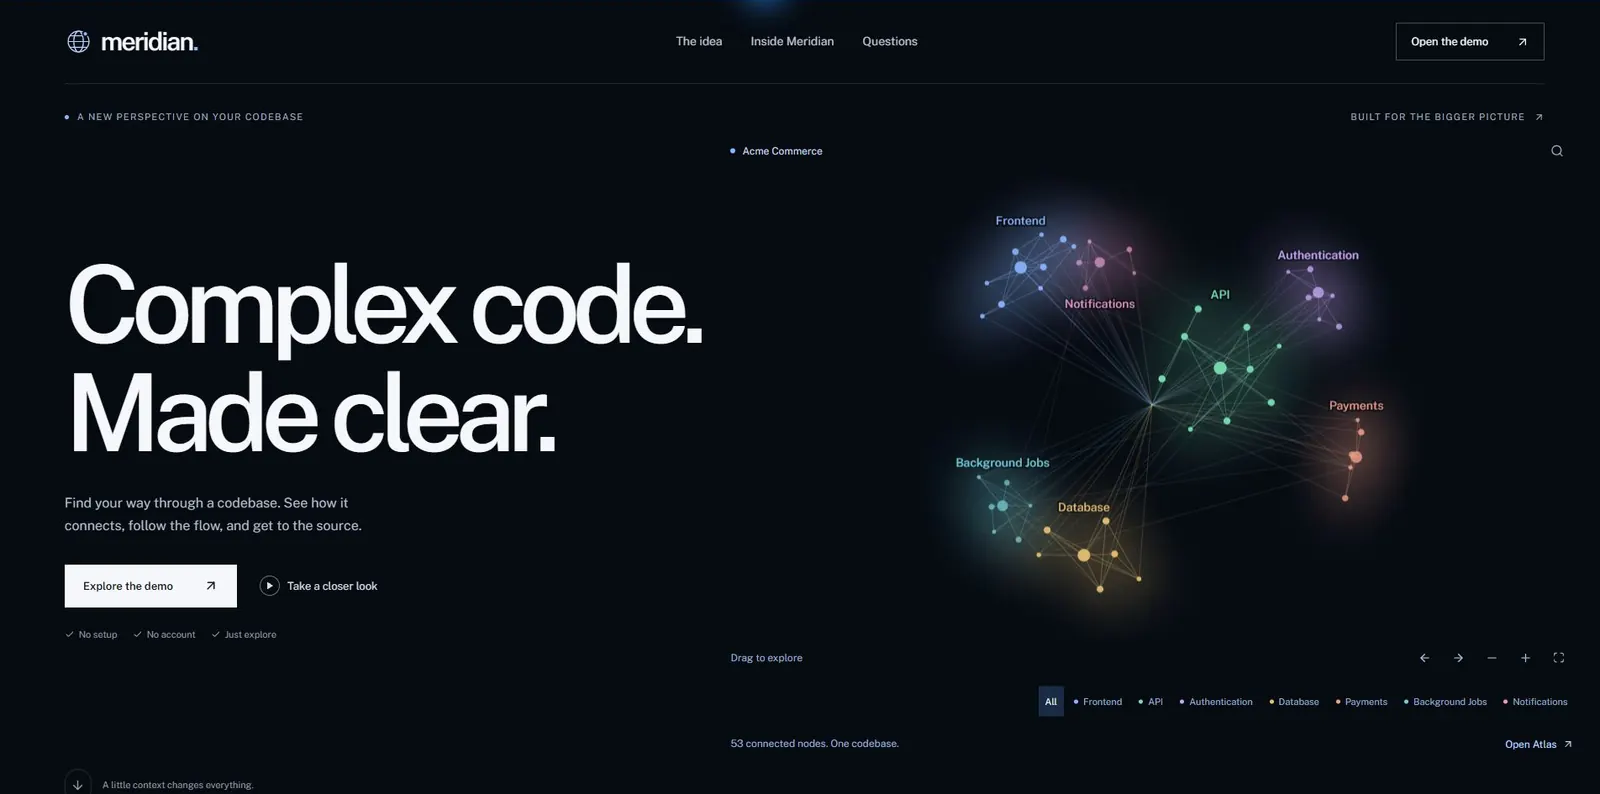 meridian.
The idea
Inside Meridian
Questions
Open the demo
A NEW PERSPECTIVE ON YOUR CODEBASE
BUILT FOR THE BIGGER PICTURE
Acme Commerce
Complex code.
Made clear.
Find your way through a codebase. See how it
connects, follow the flow, and get to the source.
Explore the demo
Take a closer look
No setup
No account
Just explore
Frontend
Notifications
API
Authentication
Payments
Background Jobs
Database
Drag to explore
All
Frontend
API
Authentication
Database
Payments
Background Jobs
Notifications
53 connected nodes. One codebase.
Open Atlas
A little context changes everything.